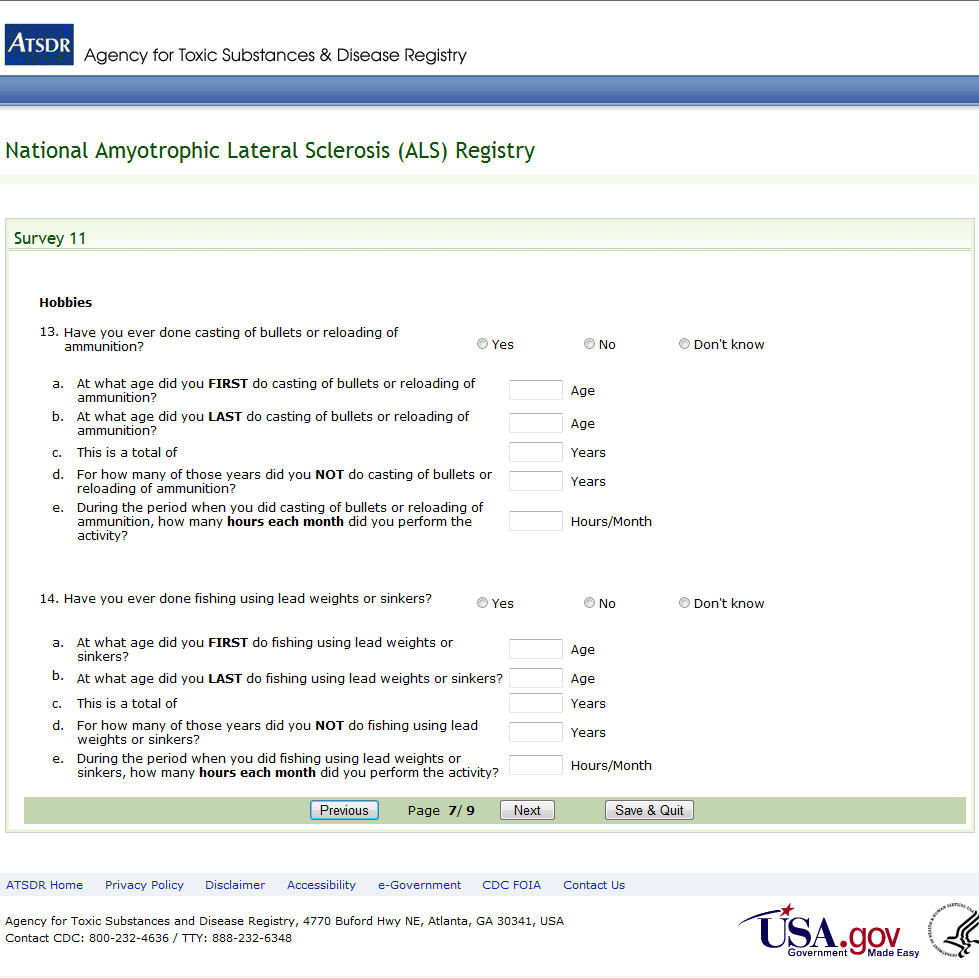 ATSDR
Agency for Toxic Substances & Disease Registry
National Amyotrophic Lateral Sclerosis (ALS) Registry
Survey 11
Hobbies
13. Have you ever done casting of bullets or reloading of
ammunition?
Yes No Don't know
a. At what age did you FIRST do casting of bullets or reloading of
ammunition?
Age
b. At what age did you LAST do casting of bullets or reloading of
ammunition?
Age
c. This is a total of Years
d. For how many of those years did you NOT do casting of bullets or
reloading of ammunition?
Years
e. During the period when you did casting of bullets or reloading of
ammunition, how many hours each month did you perform the
activity?
Hours/Month
14. Have you ever done fishing using lead weights or sinkers? Yes No Don't know
a. At what age did you FIRST do fishing using lead weights or
sinkers?
Age
b. At what age did you LAST do fishing using lead weights or sinkers? Age
c. This is a total of Years
d. For how many of those years did you NOT do fishing using lead
weights or sinkers?
Years
e. During the period when you did fishing using lead weights or
sinkers, how many hours each month did you perform the activity?
Hours/Month
Previous Page 7/ 9 Next Save & Quit
ATSDR Home Privacy Policy Disclaimer Accessibility e-Government CDC FOIA Contact Us
Agency for Toxic Substances and Disease Registry, 4770 Buford Hwy NE, Atlanta, GA 30341, USA
Contact CDC: 800-232-4636 / TTY: 888-232-6348
USA.gov
Government Made Easy